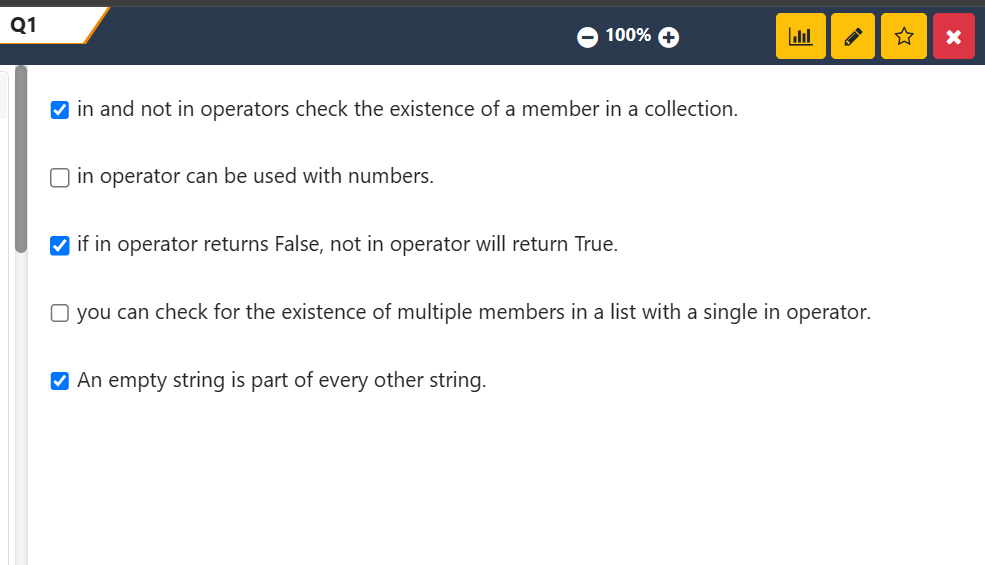 Q1
100%
in and not in operators check the existence of a member in a collection.
in operator can be used with numbers.
if in operator returns False, not in operator will return True.
you can check for the existence of multiple members in a list with a single in operator.
An empty string is part of every other string.